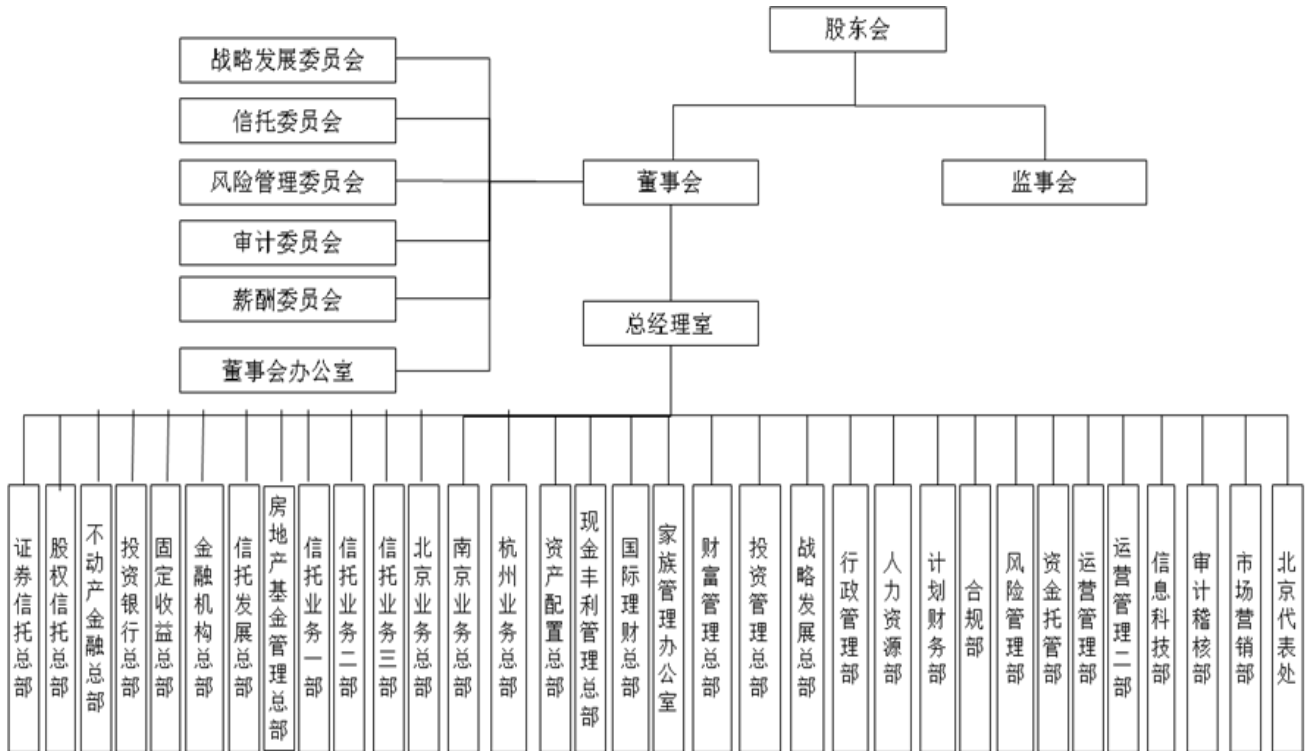 股东会
战略发展委员会
信托委员会
风险管理委员会
董事会
监事会
审计委员会
薪酬委员会
总经理室
董事会办公室
证券信托总部
股权信托总部
不动产金融总部
投资银行总部
固定收益总部
金融机构总部
信托发展总部
房地产基金管理总部
信托业务一部
信托业务二部
信托业务三部
北京业务总部
南京业务总部
杭州业务总部
资产配置总部
现金丰利管理总部
国际理财总部
家族管理办公室
财富管理总部
投资管理总部
战略发展总部
行政管理部
人力资源部
计划财务部
合规部
风险管理部
资金托管部
运营管理部
运营管理二部
信息科技部
审计稽核部
市场营销部
北京代表处